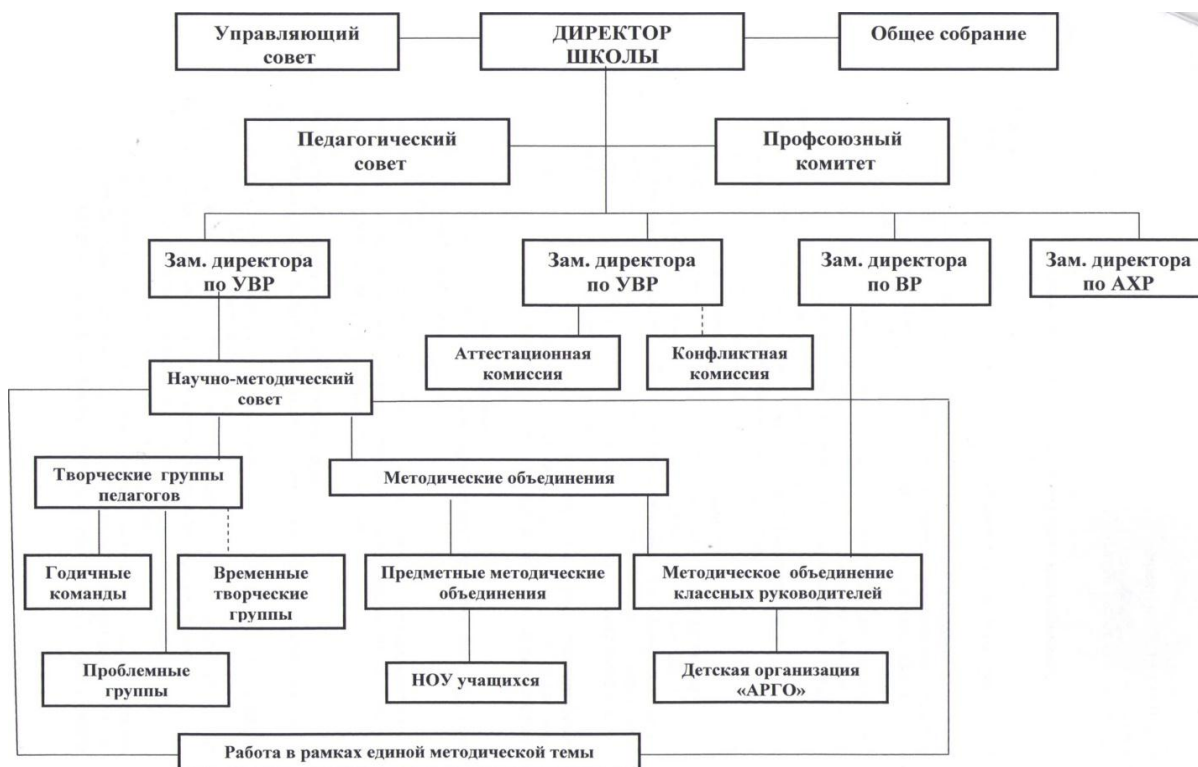 Управляющий
совет
ДИРЕКТОР
ШКОЛЫ
Общее собрание
Педагогический
совет
Профсоюзный
комитет
Зам. директора
по УВР
Зам. директора
по УВР
Зам. директора
по ВР
Зам. директора
по АХР
Аттестационная
комиссия
Конфликтная
комиссия
Научно-методический
совет
Творческие группы
педагогов
Методические объединения
Годичные
команды
Временные
творческие
группы
Предметные методические
объединения
Методическое объединение
классных руководителей
Проблемные
группы
НОУ учащихся
Детская организация
«АРГО»
Работа в рамках единой методической темы